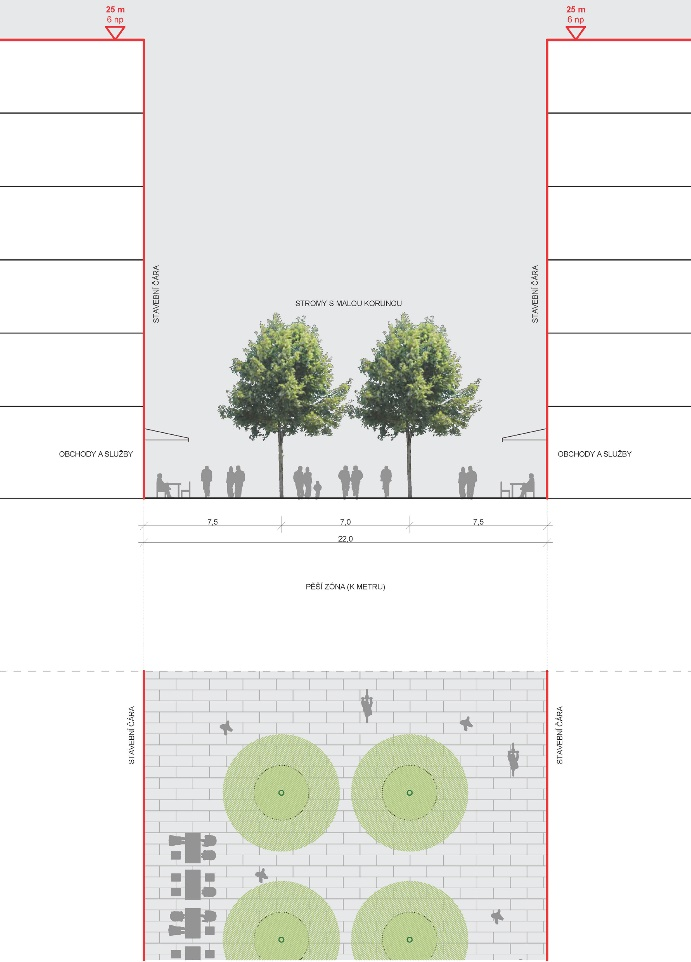 25 m
6 np
25 m
6 np
STAVEBNÍ ČÁRA
STAVEBNÍ ČÁRA
STROMY S MALOU KORUNOU
OBCHODY A SLUŽBY
OBCHODY A SLUŽBY
7,5
7,0
7,5
22,0
PĚŠÍ ZÓNA (K METRU)
STAVEBNÍ ČÁRA
STAVEBNÍ ČÁRA